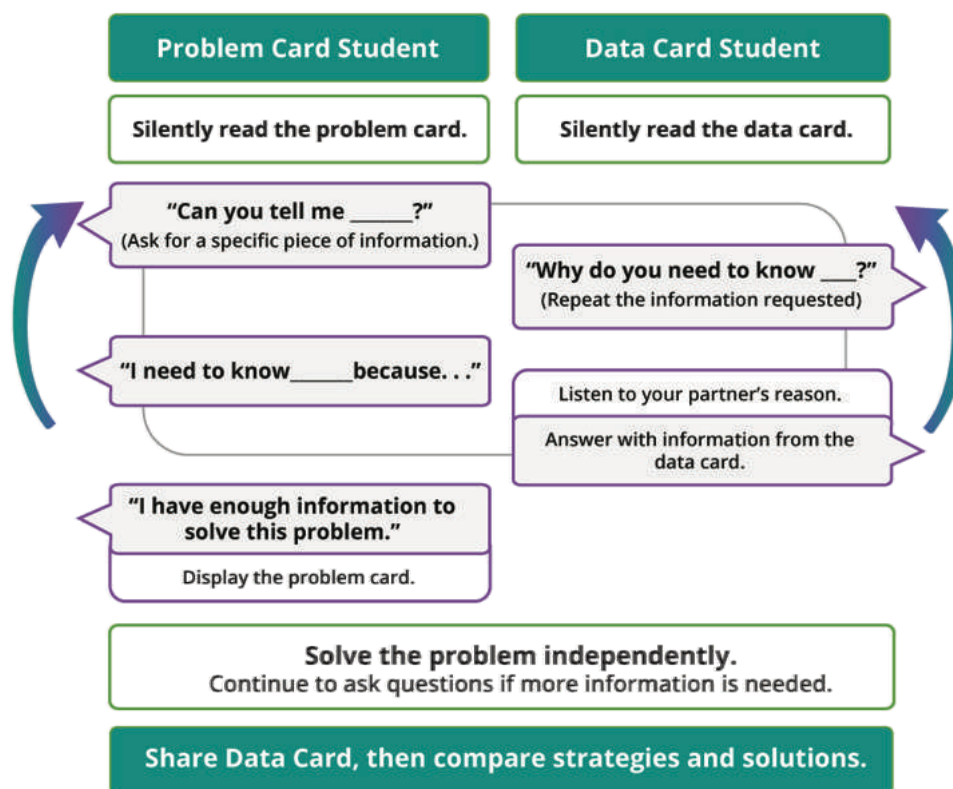 Problem Card Student
Data Card Student
Silently read the problem card.
Silently read the data card.
“Can you tell me ______?”
(Ask for a specific piece of information.)
“Why do you need to know ___?”
(Repeat the information requested)
“I need to know______because. . .”
Listen to your partner’s reason.
Answer with information from the
data card.
“I have enough information to
solve this problem.”
Display the problem card.
Solve the problem independently.
Continue to ask questions if more information is needed.
Share Data Card, then compare strategies and solutions.